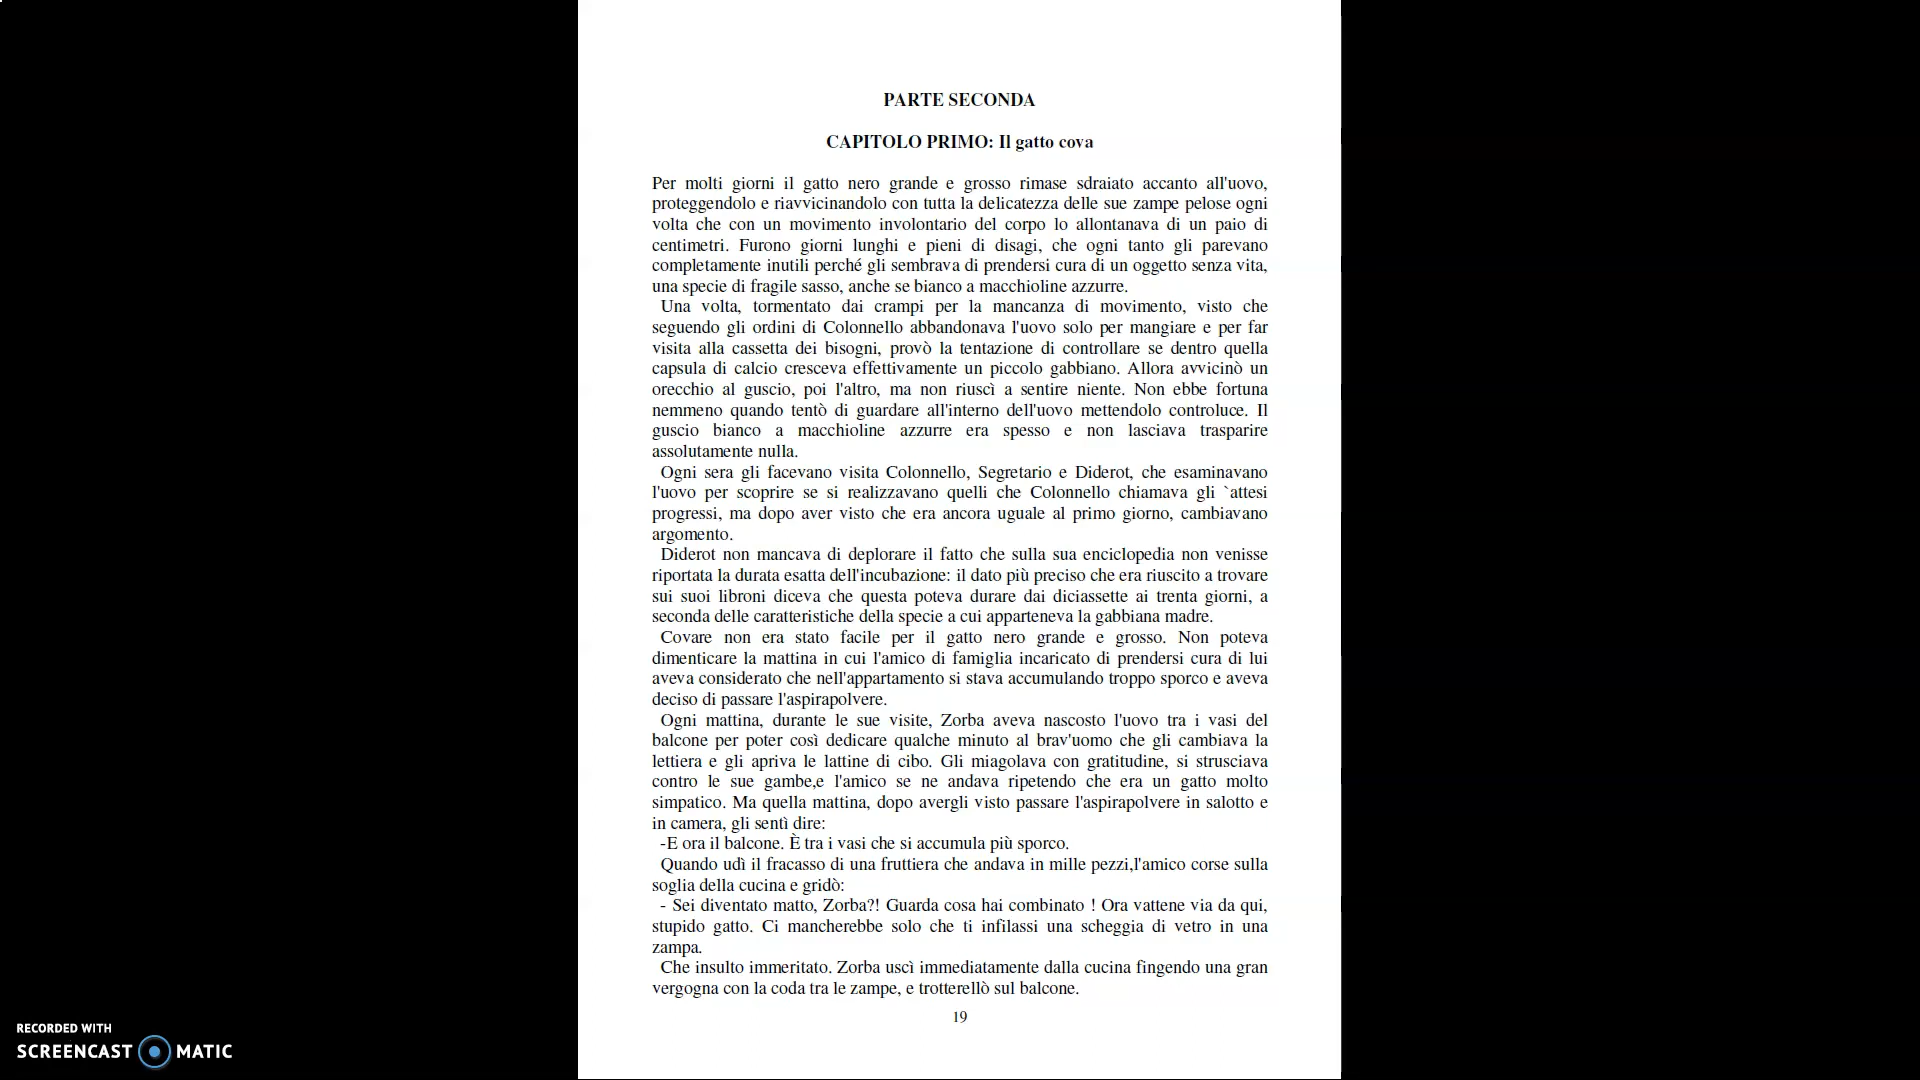 PARTE SECONDA
CAPITOLO PRIMO: Il gatto cova
Per molti giorni il gatto nero grande e grosso rimase sdraiato accanto all'uovo,
proteggendolo e riavvicinandolo con tutta la delicatezza delle sue zampe pelose ogni
volta che con un movimento involontario del corpo lo allontanava di un paio di
centimetri. Furono giorni lunghi e pieni di disagi, che ogni tanto gli parevano
completamente inutili perché gli sembrava di prendersi cura di un oggetto senza vita,
una specie di fragile sasso, anche se bianco a macchioline azzurre.
Una volta, tormentato dai crampi per la mancanza di movimento, visto che
seguendo gli ordini di Colonnello abbandonava l'uovo solo per mangiare e per far
visita alla cassetta dei bisogni, provò la tentazione di controllare se dentro quella
capsula di calcio cresceva effettivamente un piccolo gabbiano. Allora avvicinò un
orecchio al guscio, poi l'altro, ma non riuscì a sentire niente. Non ebbe fortuna
nemmeno quando tentò di guardare all'interno dell'uovo mettendolo controluce. Il
guscio bianco a macchioline azzurre era spesso e non lasciava trasparire
assolutamente nulla.
Ogni sera gli facevano visita Colonnello, Segretario e Diderot, che esaminavano
l'uovo per scoprire se si realizzavano quelli che Colonnello chiamava gli `attesi
progressi, ma dopo aver visto che era ancora uguale al primo giorno, cambiavano
argomento.
Diderot non mancava di deplorare il fatto che sulla sua enciclopedia non venisse
riportata la durata esatta dell'incubazione: il dato più preciso che era riuscito a trovare
sui suoi libroni diceva che questa poteva durare dai diciassette ai trenta giorni, a
seconda delle caratteristiche della specie a cui apparteneva la gabbiana madre.
Covare non era stato facile per il gatto nero grande e grosso. Non poteva
dimenticare la mattina in cui l'amico di famiglia incaricato di prendersi cura di lui
aveva considerato che nell'appartamento si stava accumulando troppo sporco e aveva
deciso di passare l'aspirapolvere.
Ogni mattina, durante le sue visite, Zorba aveva nascosto l'uovo tra i vasi del
balcone per poter così dedicare qualche minuto al brav'uomo che gli cambiava la
lettiera e gli apriva le lattine di cibo. Gli miagolava con gratitudine, si strusciava
contro le sue gambe,e l'amico se ne andava ripetendo che era un gatto molto
simpatico. Ma quella mattina, dopo avergli visto passare l'aspirapolvere in salotto e
in camera, gli sentì dire:
-E ora il balcone. È tra i vasi che si accumula più sporco.
Quando udì il fracasso di una fruttiera che andava in mille pezzi,l'amico corse sulla
soglia della cucina e gridò:
- Sei diventato matto, Zorba?! Guarda cosa hai combinato ! Ora vattene via da qui,
stupido gatto. Ci mancherebbe solo che ti infilassi una scheggia di vetro in una
zampa.
Che insulto immeritato. Zorba uscì immediatamente dalla cucina fingendo una gran
vergogna con la coda tra le zampe, e trotterellò sul balcone.
19
RECORDED WITH
SCREENCAST MATIC